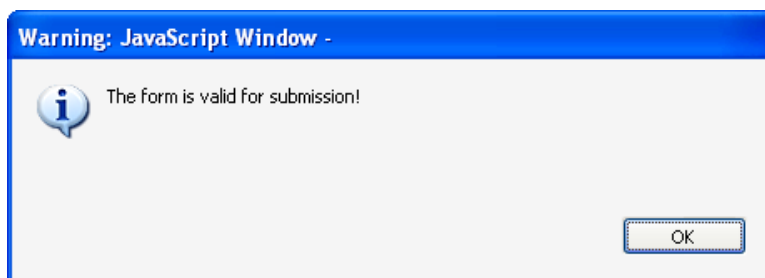 Warning: JavaScript Window -
The form is valid for submission!
OK